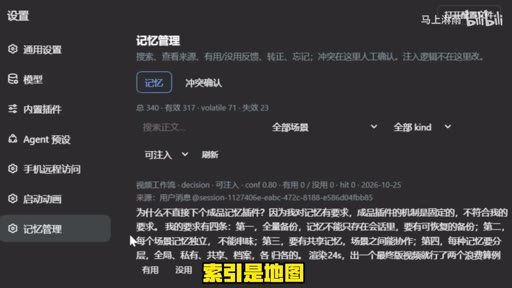 设置
马上淋雨
bilibili
通用设置
模型
内置插件
Agent 预设
手机远程访问
启动动画
记忆管理
记忆管理
搜索、查看来源、有用/没用反馈、转正、忘记；冲突在这里人工确认。注入逻辑不在这里改。
记忆
冲突确认
总 340 · 有效 317 · volatile 71 · 失效 23
搜索正文...
全部场景
全部 kind
可注入
刷新
视频工作流 · decision · 可注入 · conf 0.80 · 有用 0 / 没用 0 · hit 0 · 2026-10-25
来源：用户消息@session-1127406e-eabc-472c-8188-e586d04fbb85
为什么不直接下个成品记忆插件？因为我对记忆有要求，成品插件的机制是固定的，不符合我的要求。我的要求有四条：第一，全量备份，记忆不能只存在会话里，要有可恢复的备份；第二，每个场景记忆独立，不能串味；第三，要有共享记忆，场景之间能协作；第四，每种记忆要分层，全局、私有、共享、档案，各归各的。 渲染24s，出一个最终版视频就行了两个浪费算例
有用
没用
索引是地图